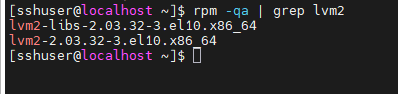 [sshuser@localhost ~]$ rpm -qa | grep lvm2
lvm2-libs-2.03.32-3.el10.x86_64
lvm2-2.03.32-3.el10.x86_64
[sshuser@localhost ~]$